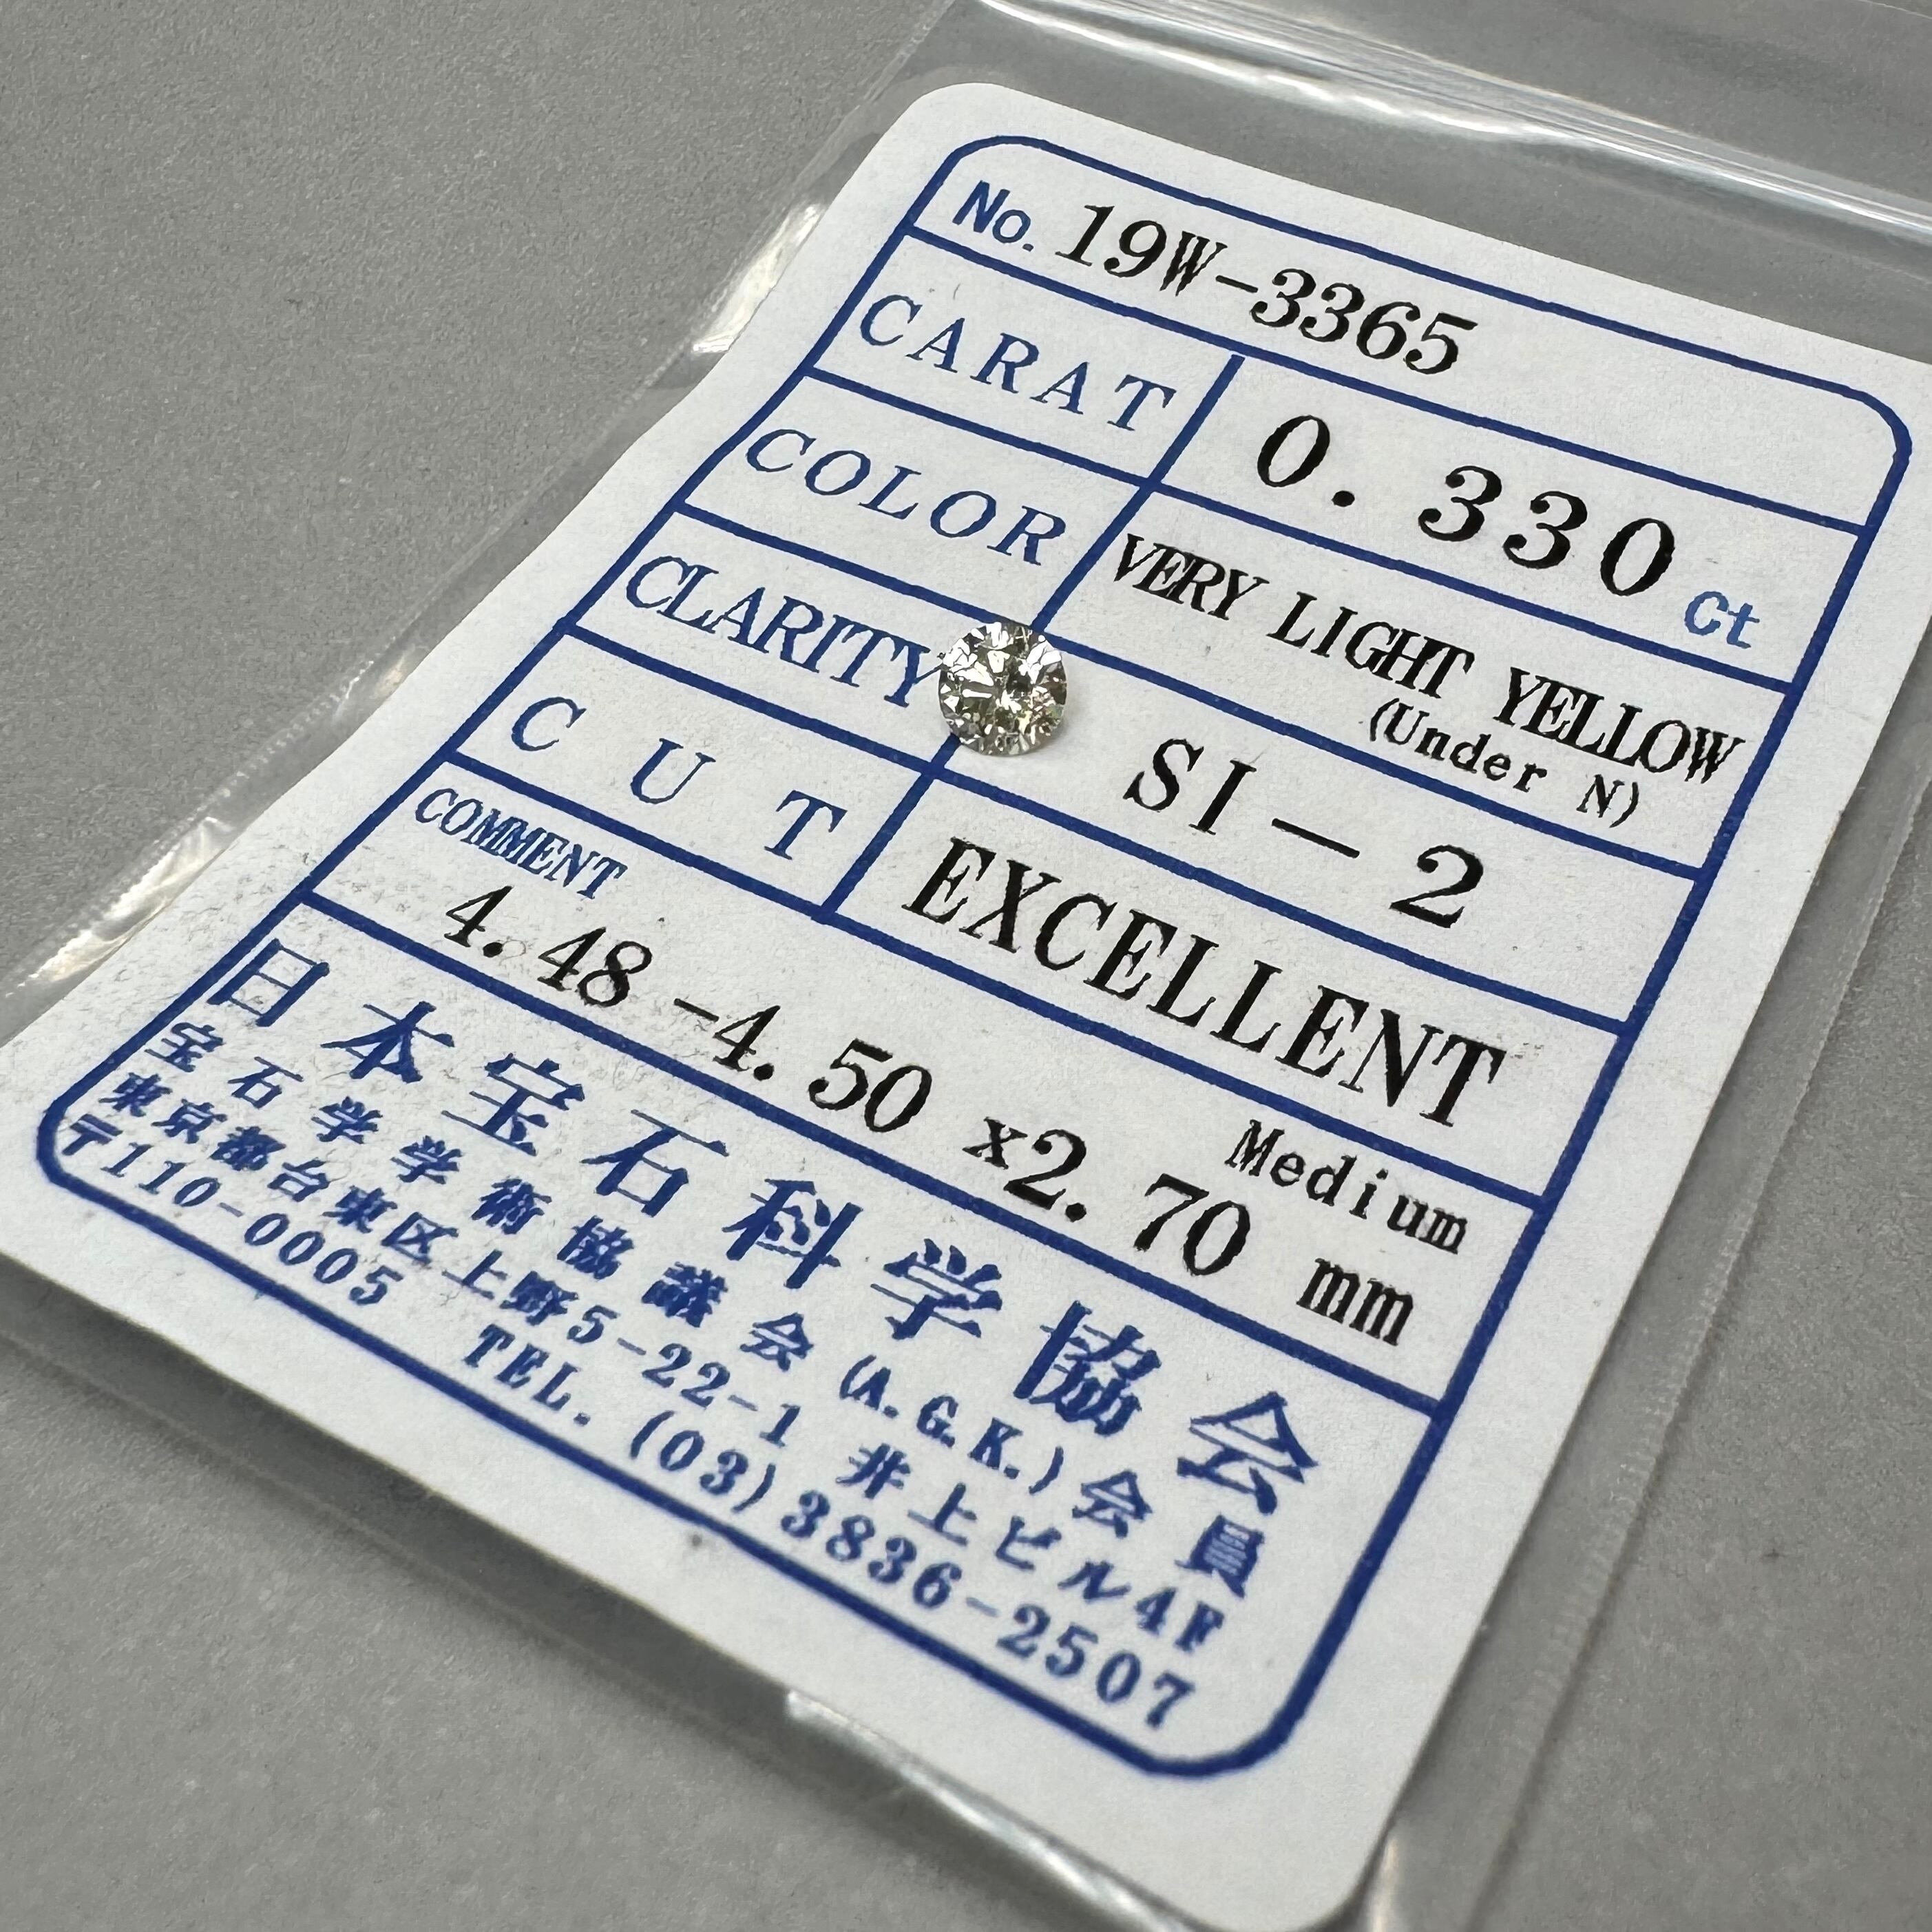 No. 19W-3365
CARAT 0.330 Ct
COLOR VERY LIGHT YELLOW
(Under N)
CLARITY SI-2
CUT EXCELLENT
COMMENT Medium
4.48-4.50 x2.70 mm
日本宝石科学協会
宝石学学術協議会(A.G.K.)会員
東京都台東区上野5-22-1 井上ビル4F
〒110-0005 TEL.(03)3836-2507